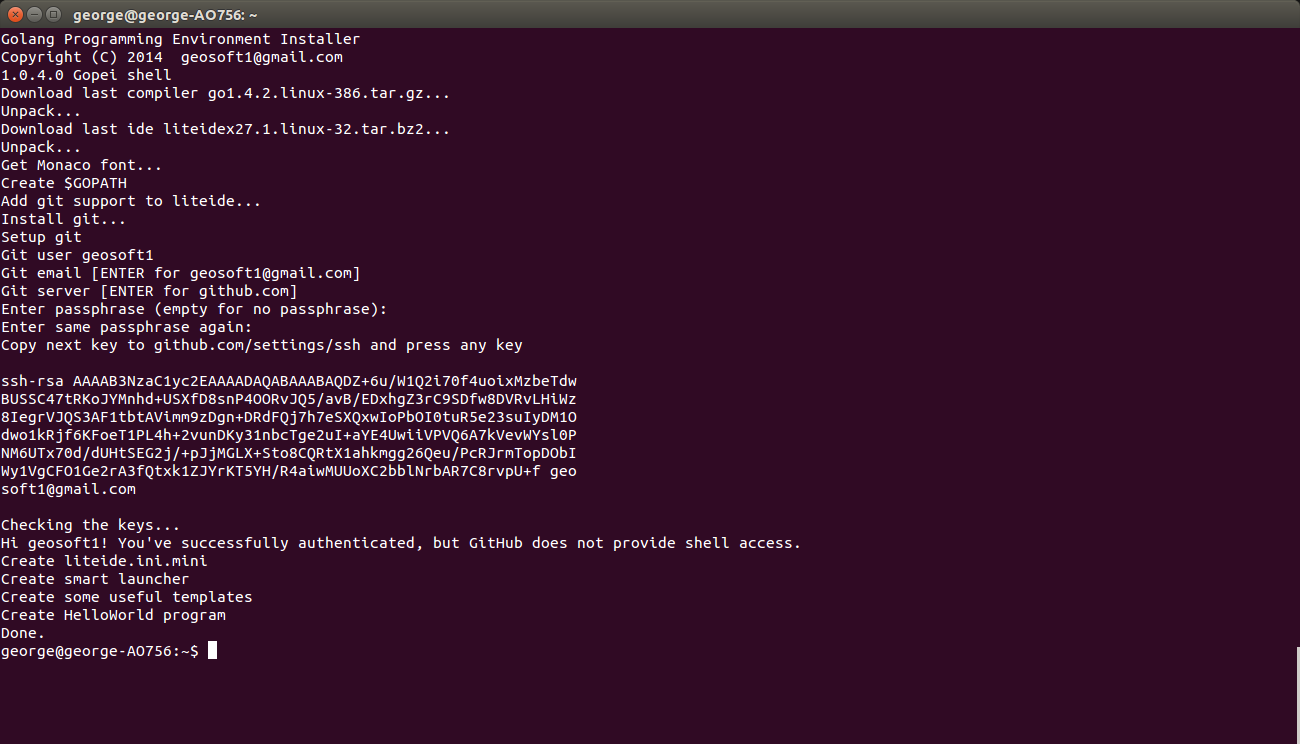 george@george-AO756: ~
Golang Programming Environment Installer
Copyright (C) 2014  geosoft1@gmail.com
1.0.4.0 Gopei shell
Download last compiler go1.4.2.linux-386.tar.gz...
Unpack...
Download last ide liteidex27.1.linux-32.tar.bz2...
Unpack...
Get Monaco font...
Create $GOPATH
Add git support to liteide...
Install git...
Setup git
Git user geosoft1
Git email [ENTER for geosoft1@gmail.com]
Git server [ENTER for github.com]
Enter passphrase (empty for no passphrase):
Enter same passphrase again:
Copy next key to github.com/settings/ssh and press any key
ssh-rsa AAAAB3NzaC1yc2EAAAADAQABAAABAQDZ+6u/W1Q2i70f4uoixMzbeTdw
BUSSC47tRKoJYMnhd+USXfD8snP4OORvJQ5/avB/EDxhgZ3rC9SDfw8DVRvLHiWz
8IegrVJQS3AF1tbtAVimm9zDgn+DRdFQj7h7eSXQxwIoPbOI0tuR5e23suIyDM1O
dwo1kRjf6KFoeT1PL4h+2vunDKy31nbcTge2uI+aYE4UwiiVPVQ6A7kVevWYsl0P
NM6UTx70d/dUHtSEG2j/+pJjMGLX+Sto8CQRtX1ahkmgg26Qeu/PcRJrmTopDObI
Wy1VgCFO1Ge2rA3fQtxk1ZJYrKT5YH/R4aiwMUUoXC2bblNrbAR7C8rvpU+f geo
soft1@gmail.com
Checking the keys...
Hi geosoft1! You've successfully authenticated, but GitHub does not provide shell access.
Create liteide.ini.mini
Create smart launcher
Create some useful templates
Create HelloWorld program
Done.
george@george-AO756:~$